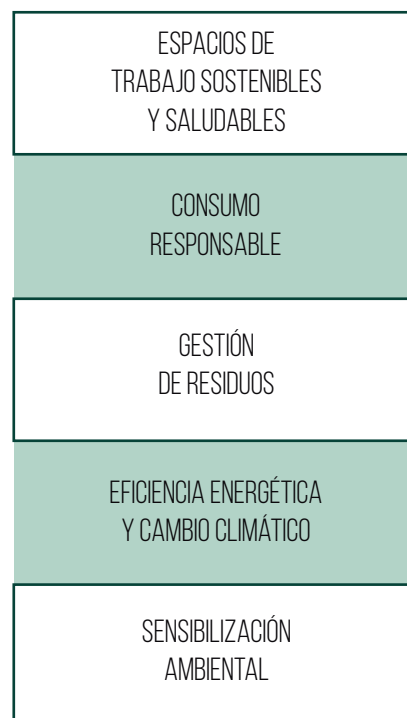 ESPACIOS DE
TRABAJO SOSTENIBLES
Y SALUDABLES
CONSUMO
RESPONSABLE
GESTIÓN
DE RESIDUOS
EFICIENCIA ENERGÉTICA
Y CAMBIO CLIMÁTICO
SENSIBILIZACIÓN
AMBIENTAL